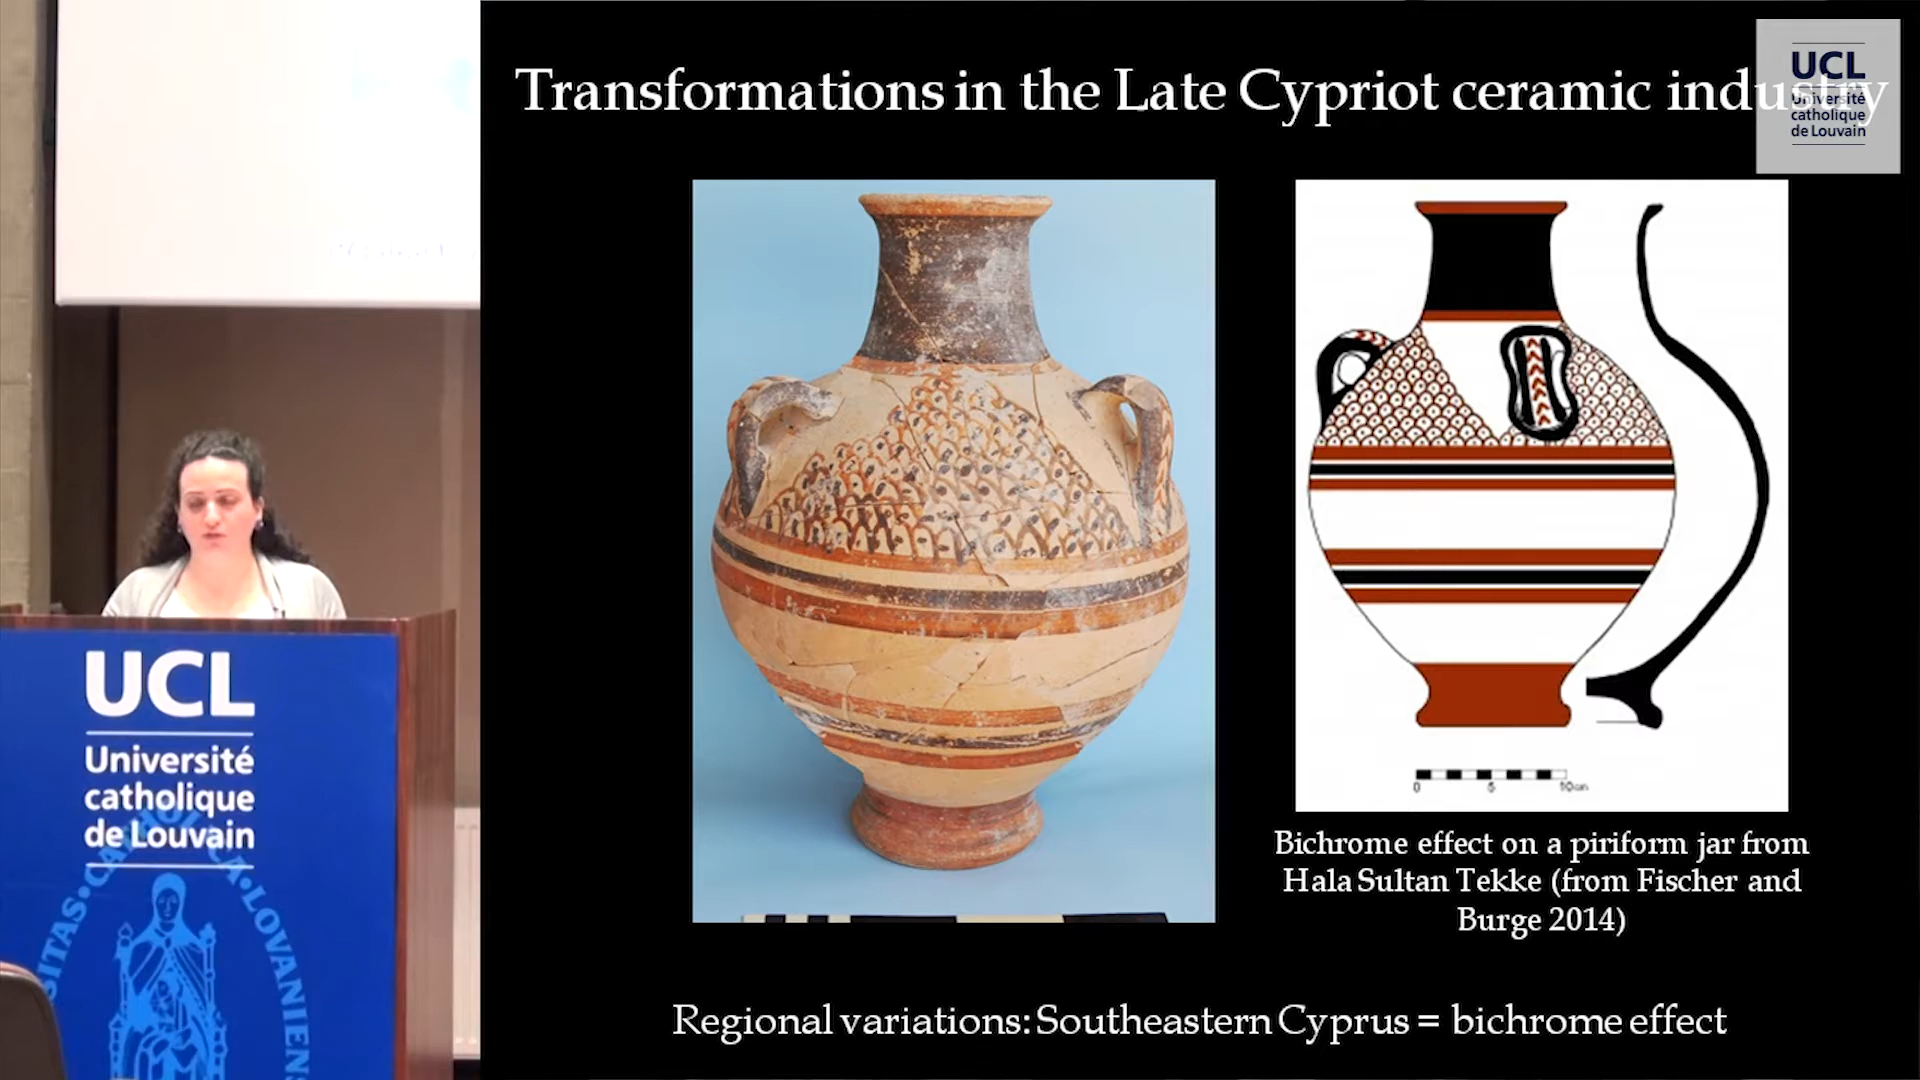 Transformations in the Late Cypriot ceramic industry
UCL
Université
catholique
de Louvain
0 5 10cm
Bichrome effect on a piriform jar from
Hala Sultan Tekke (from Fischer and
Burge 2014)
Regional variations: Southeastern Cyprus = bichrome effect
UCL
Université
catholique
de Louvain